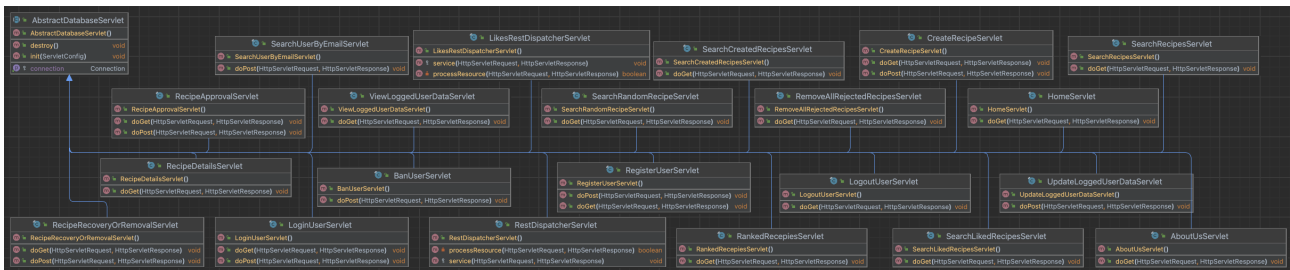 AbstractDatabaseServlet
AbstractDatabaseServlet()
destroy() void
init(ServletConfig) void
connection Connection
SearchUserByEmailServlet
SearchUserByEmailServlet()
doPost(HttpServletRequest, HttpServletResponse) void
LikesRestDispatcherServlet
LikesRestDispatcherServlet()
service(HttpServletRequest, HttpServletResponse) void
processResource(HttpServletRequest, HttpServletResponse) boolean
SearchCreatedRecipesServlet
SearchCreatedRecipesServlet()
doGet(HttpServletRequest, HttpServletResponse) void
CreateRecipeServlet
CreateRecipeServlet()
doGet(HttpServletRequest, HttpServletResponse) void
doPost(HttpServletRequest, HttpServletResponse) void
SearchRecipesServlet
SearchRecipesServlet()
doGet(HttpServletRequest, HttpServletResponse) void
RecipeApprovalServlet
RecipeApprovalServlet()
doGet(HttpServletRequest, HttpServletResponse) void
doPost(HttpServletRequest, HttpServletResponse) void
ViewLoggedUserDataServlet
ViewLoggedUserDataServlet()
doGet(HttpServletRequest, HttpServletResponse) void
SearchRandomRecipeServlet
SearchRandomRecipeServlet()
doGet(HttpServletRequest, HttpServletResponse) void
RemoveAllRejectedRecipesServlet
RemoveAllRejectedRecipesServlet()
doGet(HttpServletRequest, HttpServletResponse) void
HomeServlet
HomeServlet()
doGet(HttpServletRequest, HttpServletResponse) void
RecipeDetailsServlet
RecipeDetailsServlet()
doGet(HttpServletRequest, HttpServletResponse) void
BanUserServlet
BanUserServlet()
doPost(HttpServletRequest, HttpServletResponse) void
RegisterUserServlet
RegisterUserServlet()
doPost(HttpServletRequest, HttpServletResponse) void
doGet(HttpServletRequest, HttpServletResponse) void
LogoutUserServlet
LogoutUserServlet()
doGet(HttpServletRequest, HttpServletResponse) void
UpdateLoggedUserDataServlet
UpdateLoggedUserDataServlet()
doPost(HttpServletRequest, HttpServletResponse) void
RecipeRecoveryOrRemovalServlet
RecipeRecoveryOrRemovalServlet()
doGet(HttpServletRequest, HttpServletResponse) void
doPost(HttpServletRequest, HttpServletResponse) void
LoginUserServlet
LoginUserServlet()
doGet(HttpServletRequest, HttpServletResponse) void
doPost(HttpServletRequest, HttpServletResponse) void
RestDispatcherServlet
RestDispatcherServlet()
processResource(HttpServletRequest, HttpServletResponse) boolean
service(HttpServletRequest, HttpServletResponse) void
RankedRecepiesServlet
RankedRecepiesServlet()
doGet(HttpServletRequest, HttpServletResponse) void
SearchLikedRecipesServlet
SearchLikedRecipesServlet()
doGet(HttpServletRequest, HttpServletResponse) void
AboutUsServlet
AboutUsServlet()
doGet(HttpServletRequest, HttpServletResponse) void